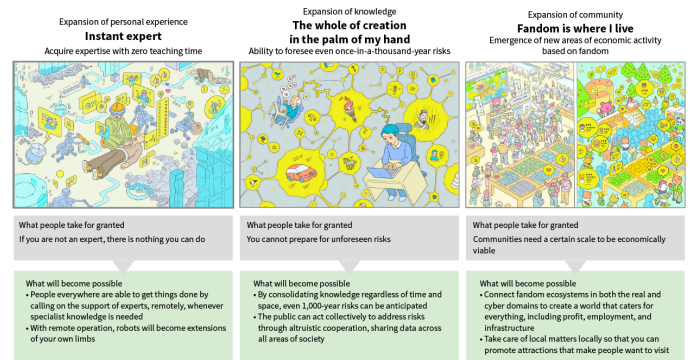 Expansion of personal experience
Instant expert
Acquire expertise with zero teaching time
What people take for granted
If you are not an expert, there is nothing you can do
What will become possible
• People everywhere are able to get things done by
calling on the support of experts, remotely, whenever
specialist knowledge is needed
• With remote operation, robots will become extensions
of your own limbs
Expansion of knowledge
The whole of creation
in the palm of my hand
Ability to foresee even once-in-a-thousand-year risks
What people take for granted
You cannot prepare for unforeseen risks
What will become possible
• By consolidating knowledge regardless of time and
space, even 1,000-year risks can be anticipated
• The public can act collectively to address risks
through altruistic cooperation, sharing data across
all areas of society
Expansion of community
Fandom is where I live
Emergence of new areas of economic activity
based on fandom
What people take for granted
Communities need a certain scale to be economically
viable
What will become possible
• Connect fandom ecosystems in both the real and
cyber domains to create a world that caters for
everything, including profit, employment, and
infrastructure
• Take care of local matters locally so that you can
promote attractions that make people want to visit